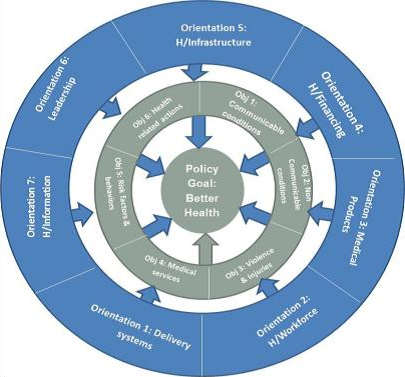 Orientation 5:
H/Infrastructure
Orientation 4:
H/Financing
Orientation 3: Medical
Products
Orientation 2:
H/Workforce
Orientation 1: Delivery
systems
Orientation 7:
H/Information
Orientation 6:
Leadership
Obj 1:
Communicable
conditions
Obj 2: Non
Communicable
conditions
Obj 3: Violence
& Injuries
Obj 4: Medical
services
Obj 5: Risk factors &
behaviors
Obj 6: Health
related actions
Policy
Goal:
Better
Health